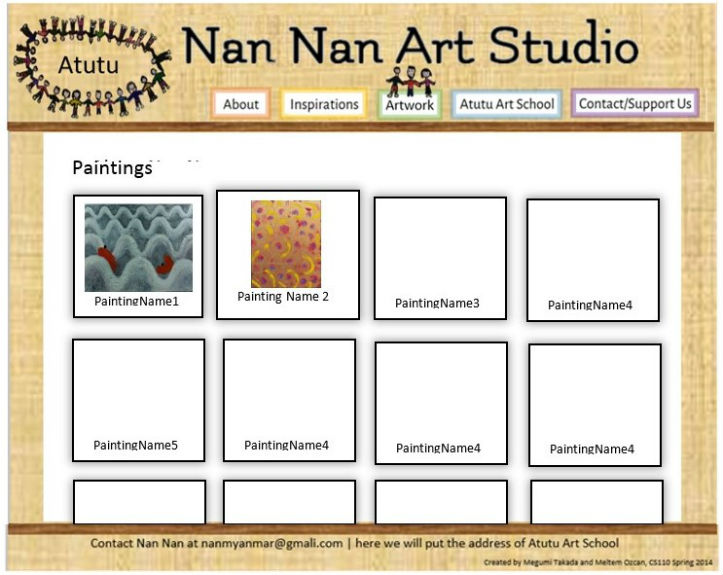 Atutu
Nan Nan Art Studio
About Inspirations Artwork Atutu Art School Contact/Support Us
Paintings
PaintingName1 Painting Name 2 PaintingName3 PaintingName4
PaintingName5 PaintingName4 PaintingName4 PaintingName4
Contact Nan Nan at nanmyanmar@gmali.com | here we will put the address of Atutu Art School
Created by Megumi Takada and Meltem Ozcan, CS110 Spring 2014